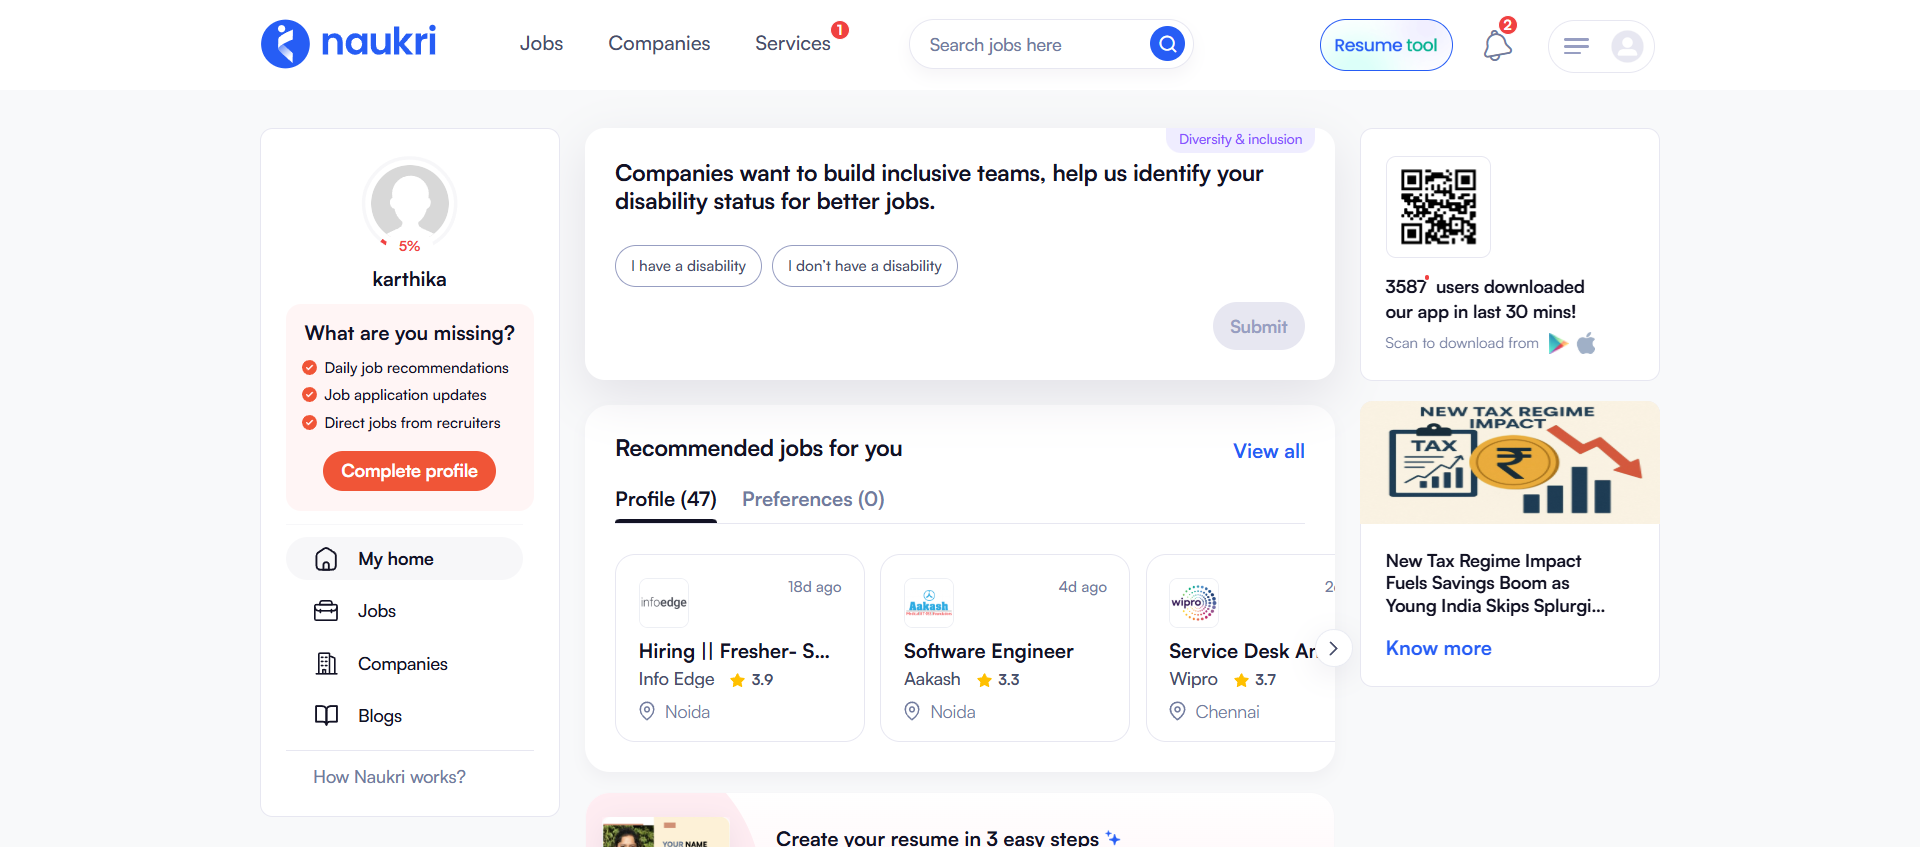 naukri
Jobs
Companies
Services
1
Search jobs here
Resume tool
2
5%
karthika
What are you missing?
Daily job recommendations
Job application updates
Direct jobs from recruiters
Complete profile
My home
Jobs
Companies
Blogs
How Naukri works?
Diversity & inclusion
Companies want to build inclusive teams, help us identify your
disability status for better jobs.
I have a disability
I don't have a disability
Submit
Recommended jobs for you
View all
Profile (47)
Preferences (0)
infoedge
18d ago
Hiring || Fresher- S...
Info Edge
3.9
Noida
Aakash
4d ago
Software Engineer
Aakash
3.3
Noida
wipro
Service Desk An
Wipro
3.7
Chennai
Create your resume in 3 easy steps
YOUR NAME
3587 users downloaded
our app in last 30 mins!
Scan to download from
NEW TAX REGIME
IMPACT
TAX
₹
New Tax Regime Impact
Fuels Savings Boom as
Young India Skips Splurgi...
Know more